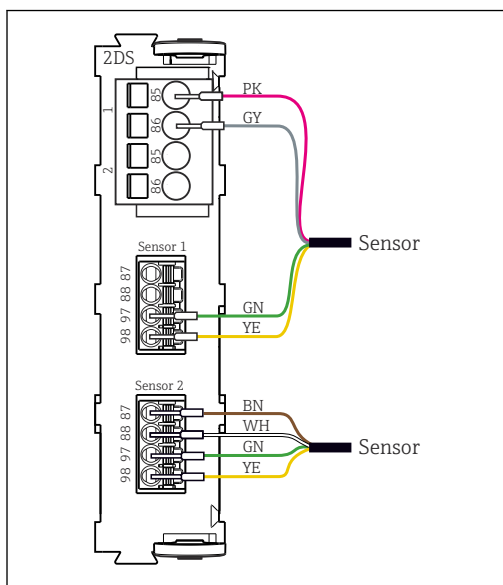 2DS
1
85
PK
86
GY
2
85
86
Sensor
Sensor 1
98 97 88 87
GN
YE
Sensor 2
98 97 88 87
BN
WH
GN
YE
Sensor